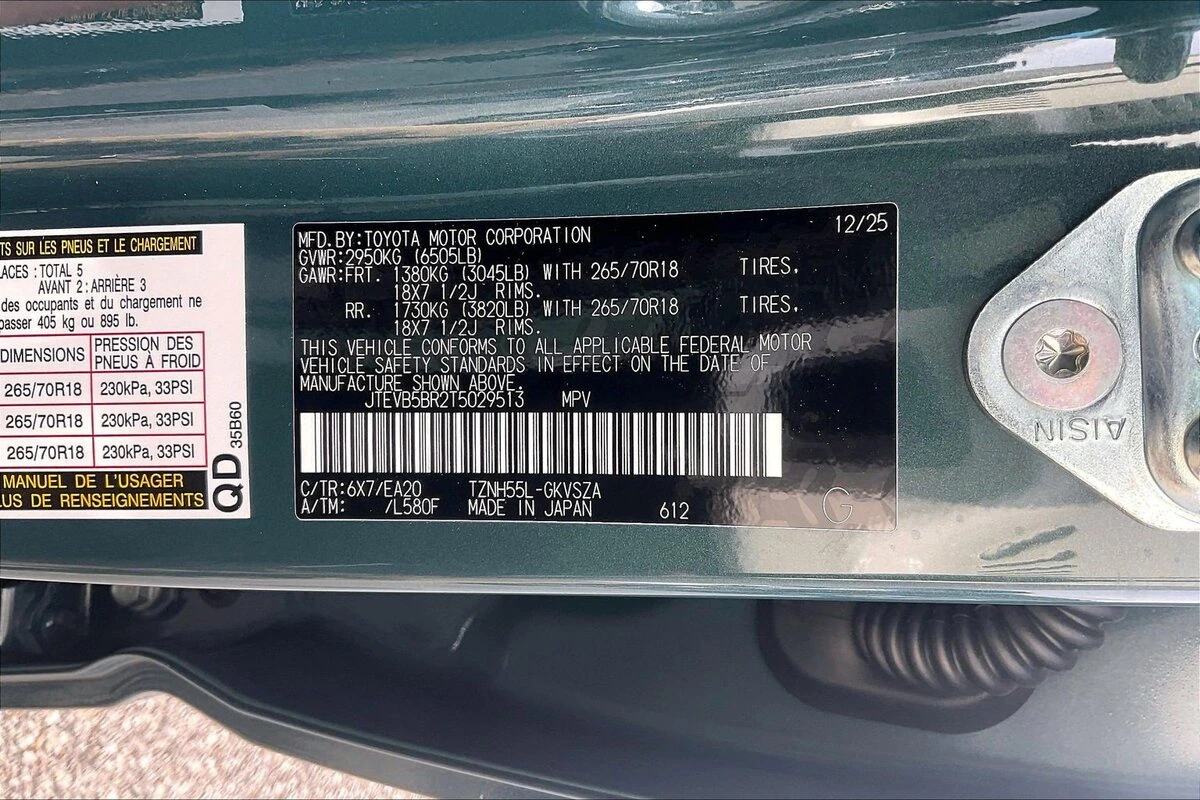 TS SUR LES PNEUS ET LE CHARGEMENT
LACES : TOTAL 5
AVANT 2 : ARRIÈRE 3
des occupants et du chargement ne
passer 405 kg ou 895 lb.
DIMENSIONS PRESSION DES PNEUS À FROID
265/70R18 230kPa, 33PSI
265/70R18 230kPa, 33PSI
265/70R18 230kPa, 33PSI
MANUEL DE L'USAGER
LUS DE RENSEIGNEMENTS
QD 35B60
MFD.BY:TOYOTA MOTOR CORPORATION 12/25
GVWR:2950KG (6505LB)
GAWR:FRT. 1380KG (3045LB) WITH 265/70R18 TIRES.
18X7 1/2J RIMS.
RR. 1730KG (3820LB) WITH 265/70R18 TIRES.
18X7 1/2J RIMS.
THIS VEHICLE CONFORMS TO ALL APPLICABLE FEDERAL MOTOR
VEHICLE SAFETY STANDARDS IN EFFECT ON THE DATE OF
MANUFACTURE SHOWN ABOVE.
JTEVB5BR2T5029513 MPV
C/TR:6X7/EA20 TZNH55L-GKVSZA
A/TM: /L580F MADE IN JAPAN 612 G
AISIN